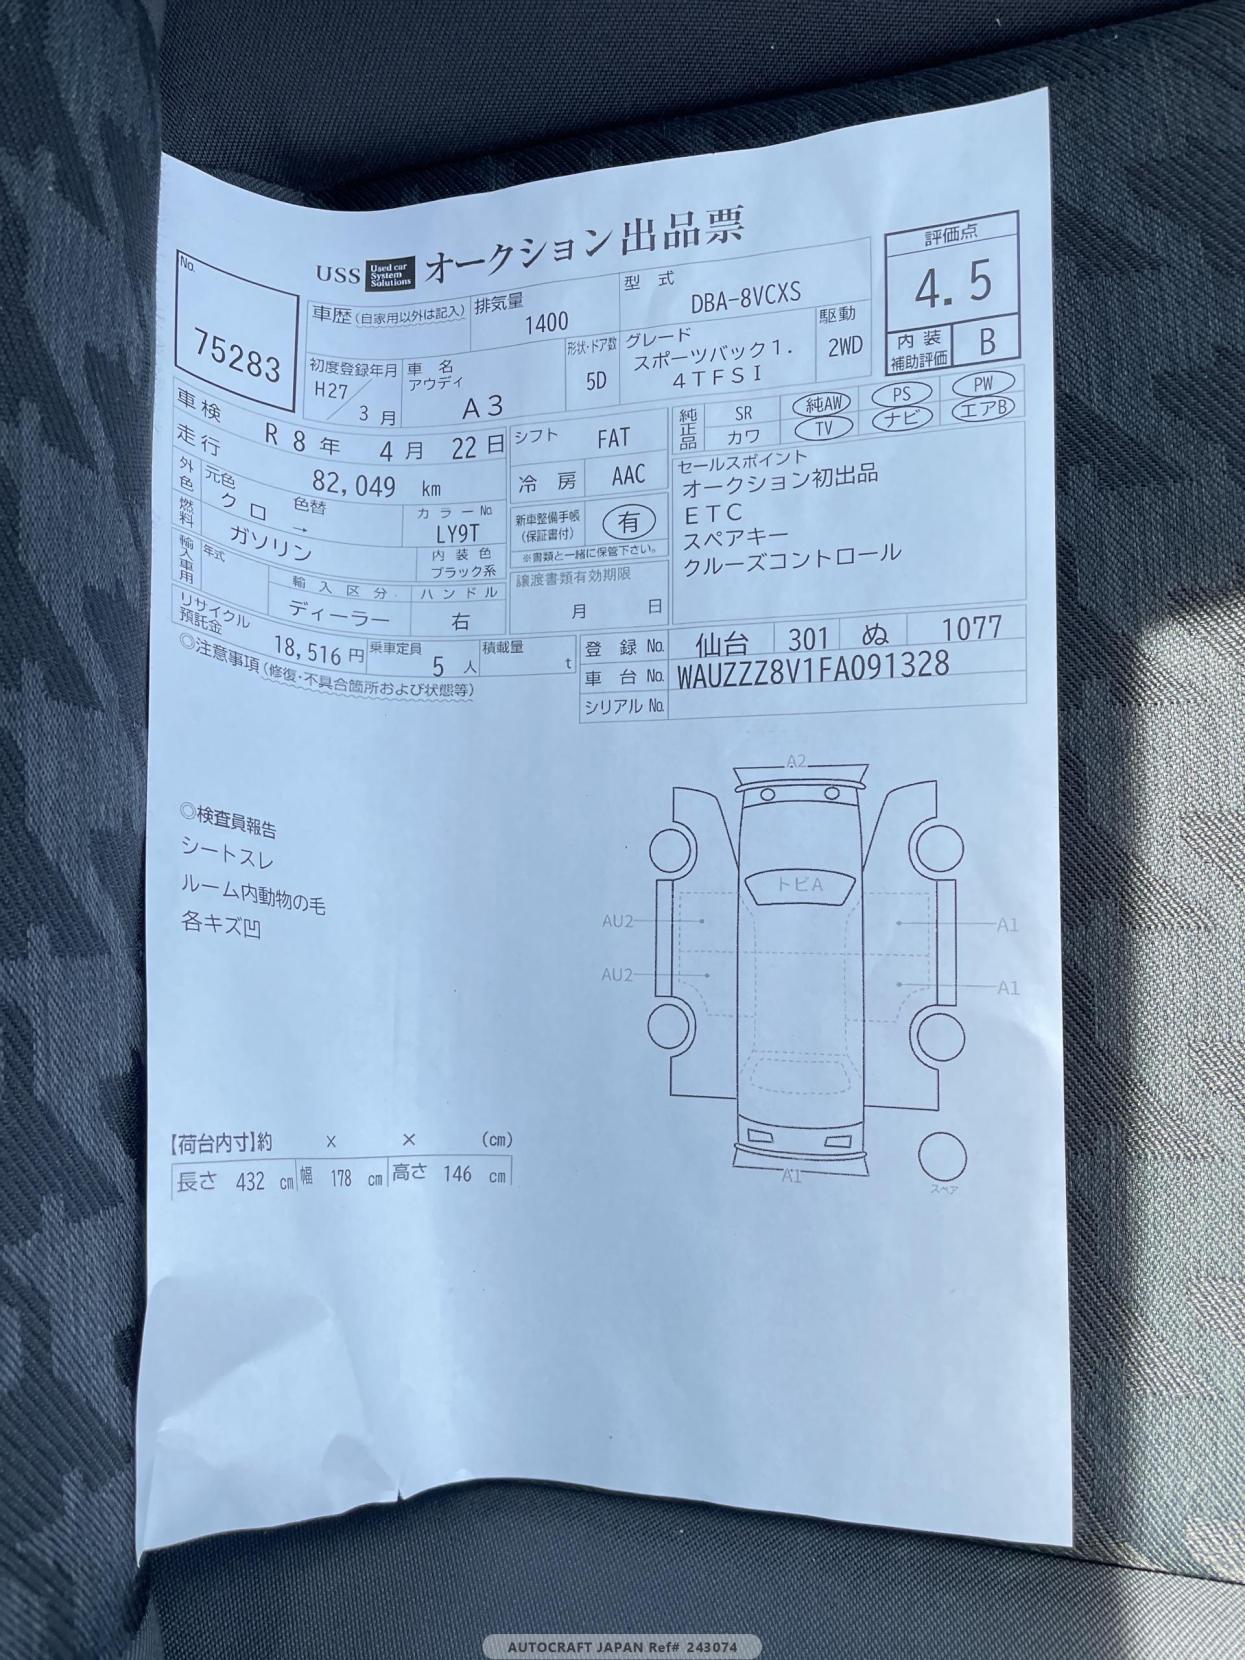 USS Used car System Solutions オークション出品票
No. 75283
車歴(自家用以外は記入)
排気量 1400
型式 DBA-8VCXS
評価点 4.5
内装補助評価 B
初度登録年月 H27/3月
車名 アウディ A3
形状・ドア数 5D
グレード スポーツバック1.4TFSI
駆動 2WD
車検 R8年 4月 22日
シフト FAT
純正品 SR 純AW PS PW
カワ TV ナビ エアB
走行 82,049 km
冷房 AAC
外色 元色 クロ → 色替
カラーNo. LY9T
新車整備手帳(保証書付) 有
※書類と一緒に保管下さい。
セールスポイント
オークション初出品
ETC
スペアキー
クルーズコントロール
燃料 ガソリン
内装色 ブラック系
譲渡書類有効期限 月 日
輸入車用 年式
輸入区分 ディーラー
ハンドル 右
リサイクル預託金 18,516円
乗車定員 5人
積載量 t
登録No. 仙台 301 ぬ 1077
車台No. WAUZZZ8V1FA091328
シリアルNo.
◎注意事項(修復・不具合箇所および状態等)
◎検査員報告
シートスレ
ルーム内動物の毛
各キズ凹
A2
トビA
AU2 A1
AU2 A1
A1
スペア
【荷台内寸】約 × × (cm)
長さ 432 cm 幅 178 cm 高さ 146 cm
AUTOCRAFT JAPAN Ref# 243074